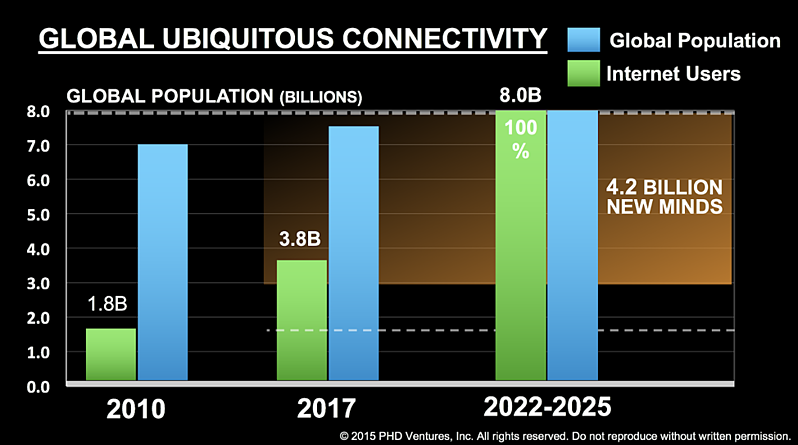 GLOBAL UBIQUITOUS CONNECTIVITY
Global Population
Internet Users
GLOBAL POPULATION (BILLIONS)
8.0B
8.0
100
%
7.0
6.0
4.2 BILLION
NEW MINDS
5.0
3.8B
4.0
3.0
1.8B
2.0
1.0
0.0
2010
2017
2022-2025
© 2015 PHD Ventures, Inc. All rights reserved. Do not reproduce without written permission.